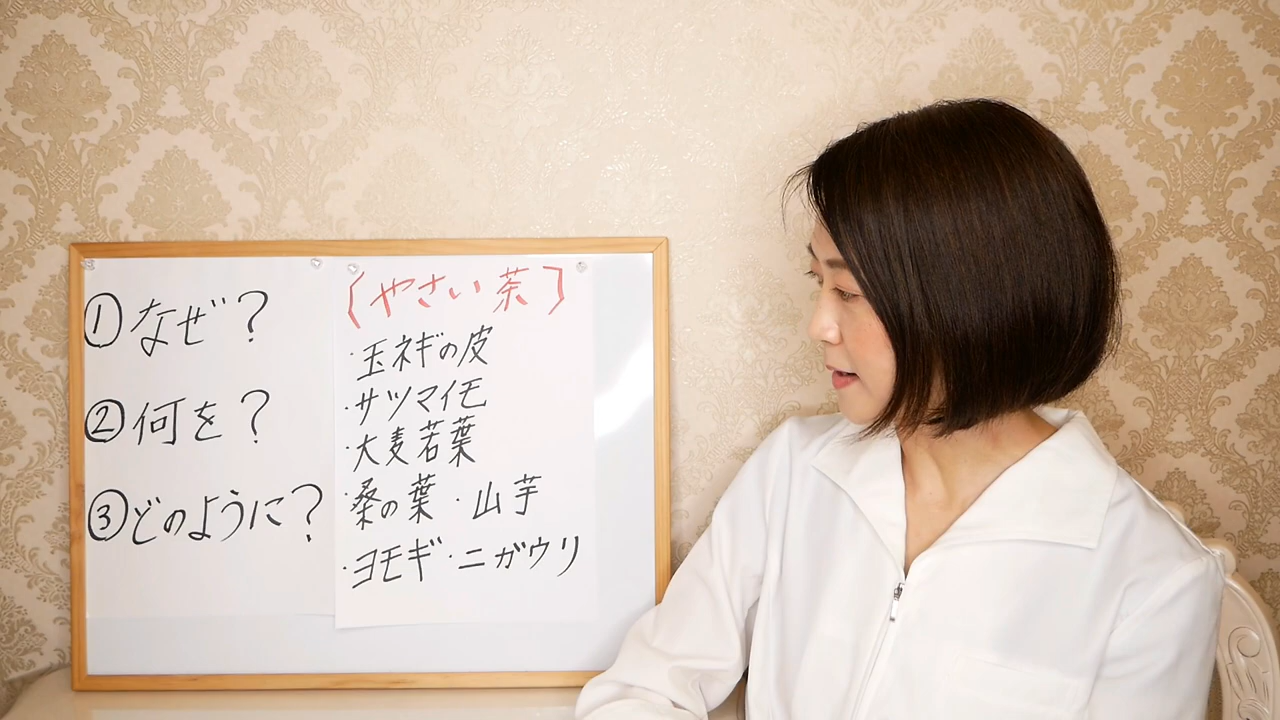 ①なぜ?
②何を?
③どのように?
〔やさい茶〕
・玉ネギの皮
・サツマイモ
・大麦若葉
・桑の葉・山芋
・ヨモギ・ニガウリ